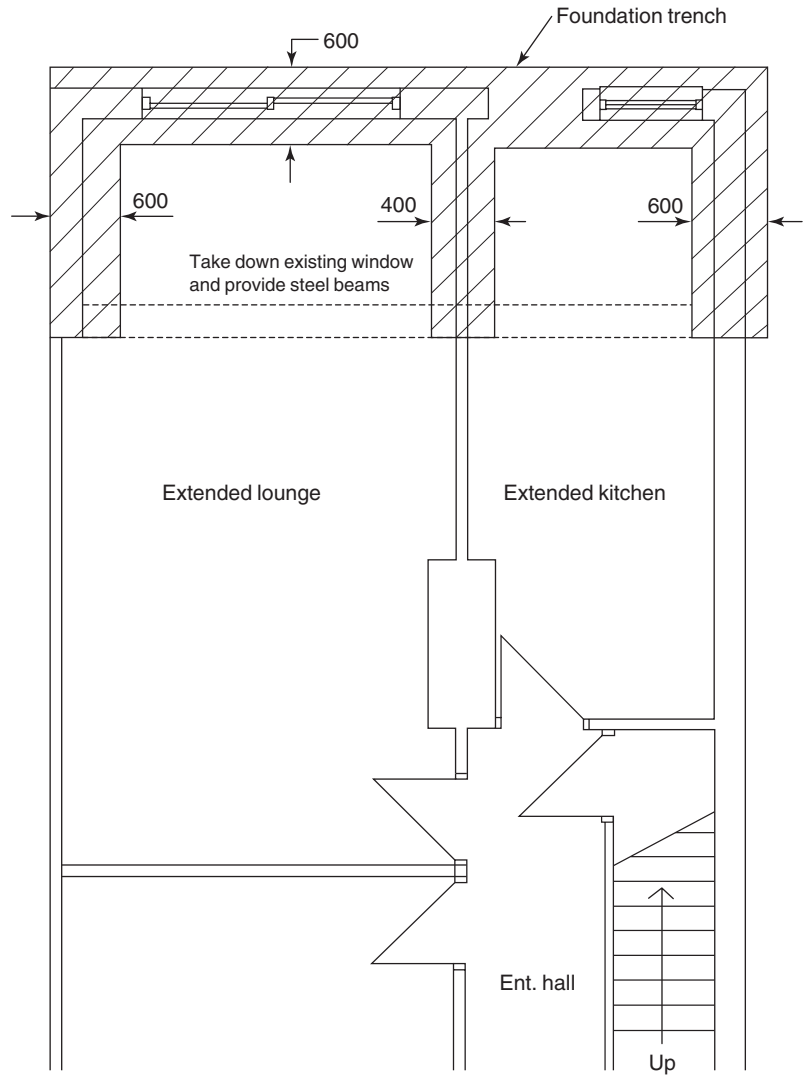 Foundation trench
600
600
400
600
Take down existing window
and provide steel beams
Extended lounge
Extended kitchen
Ent. hall
Up